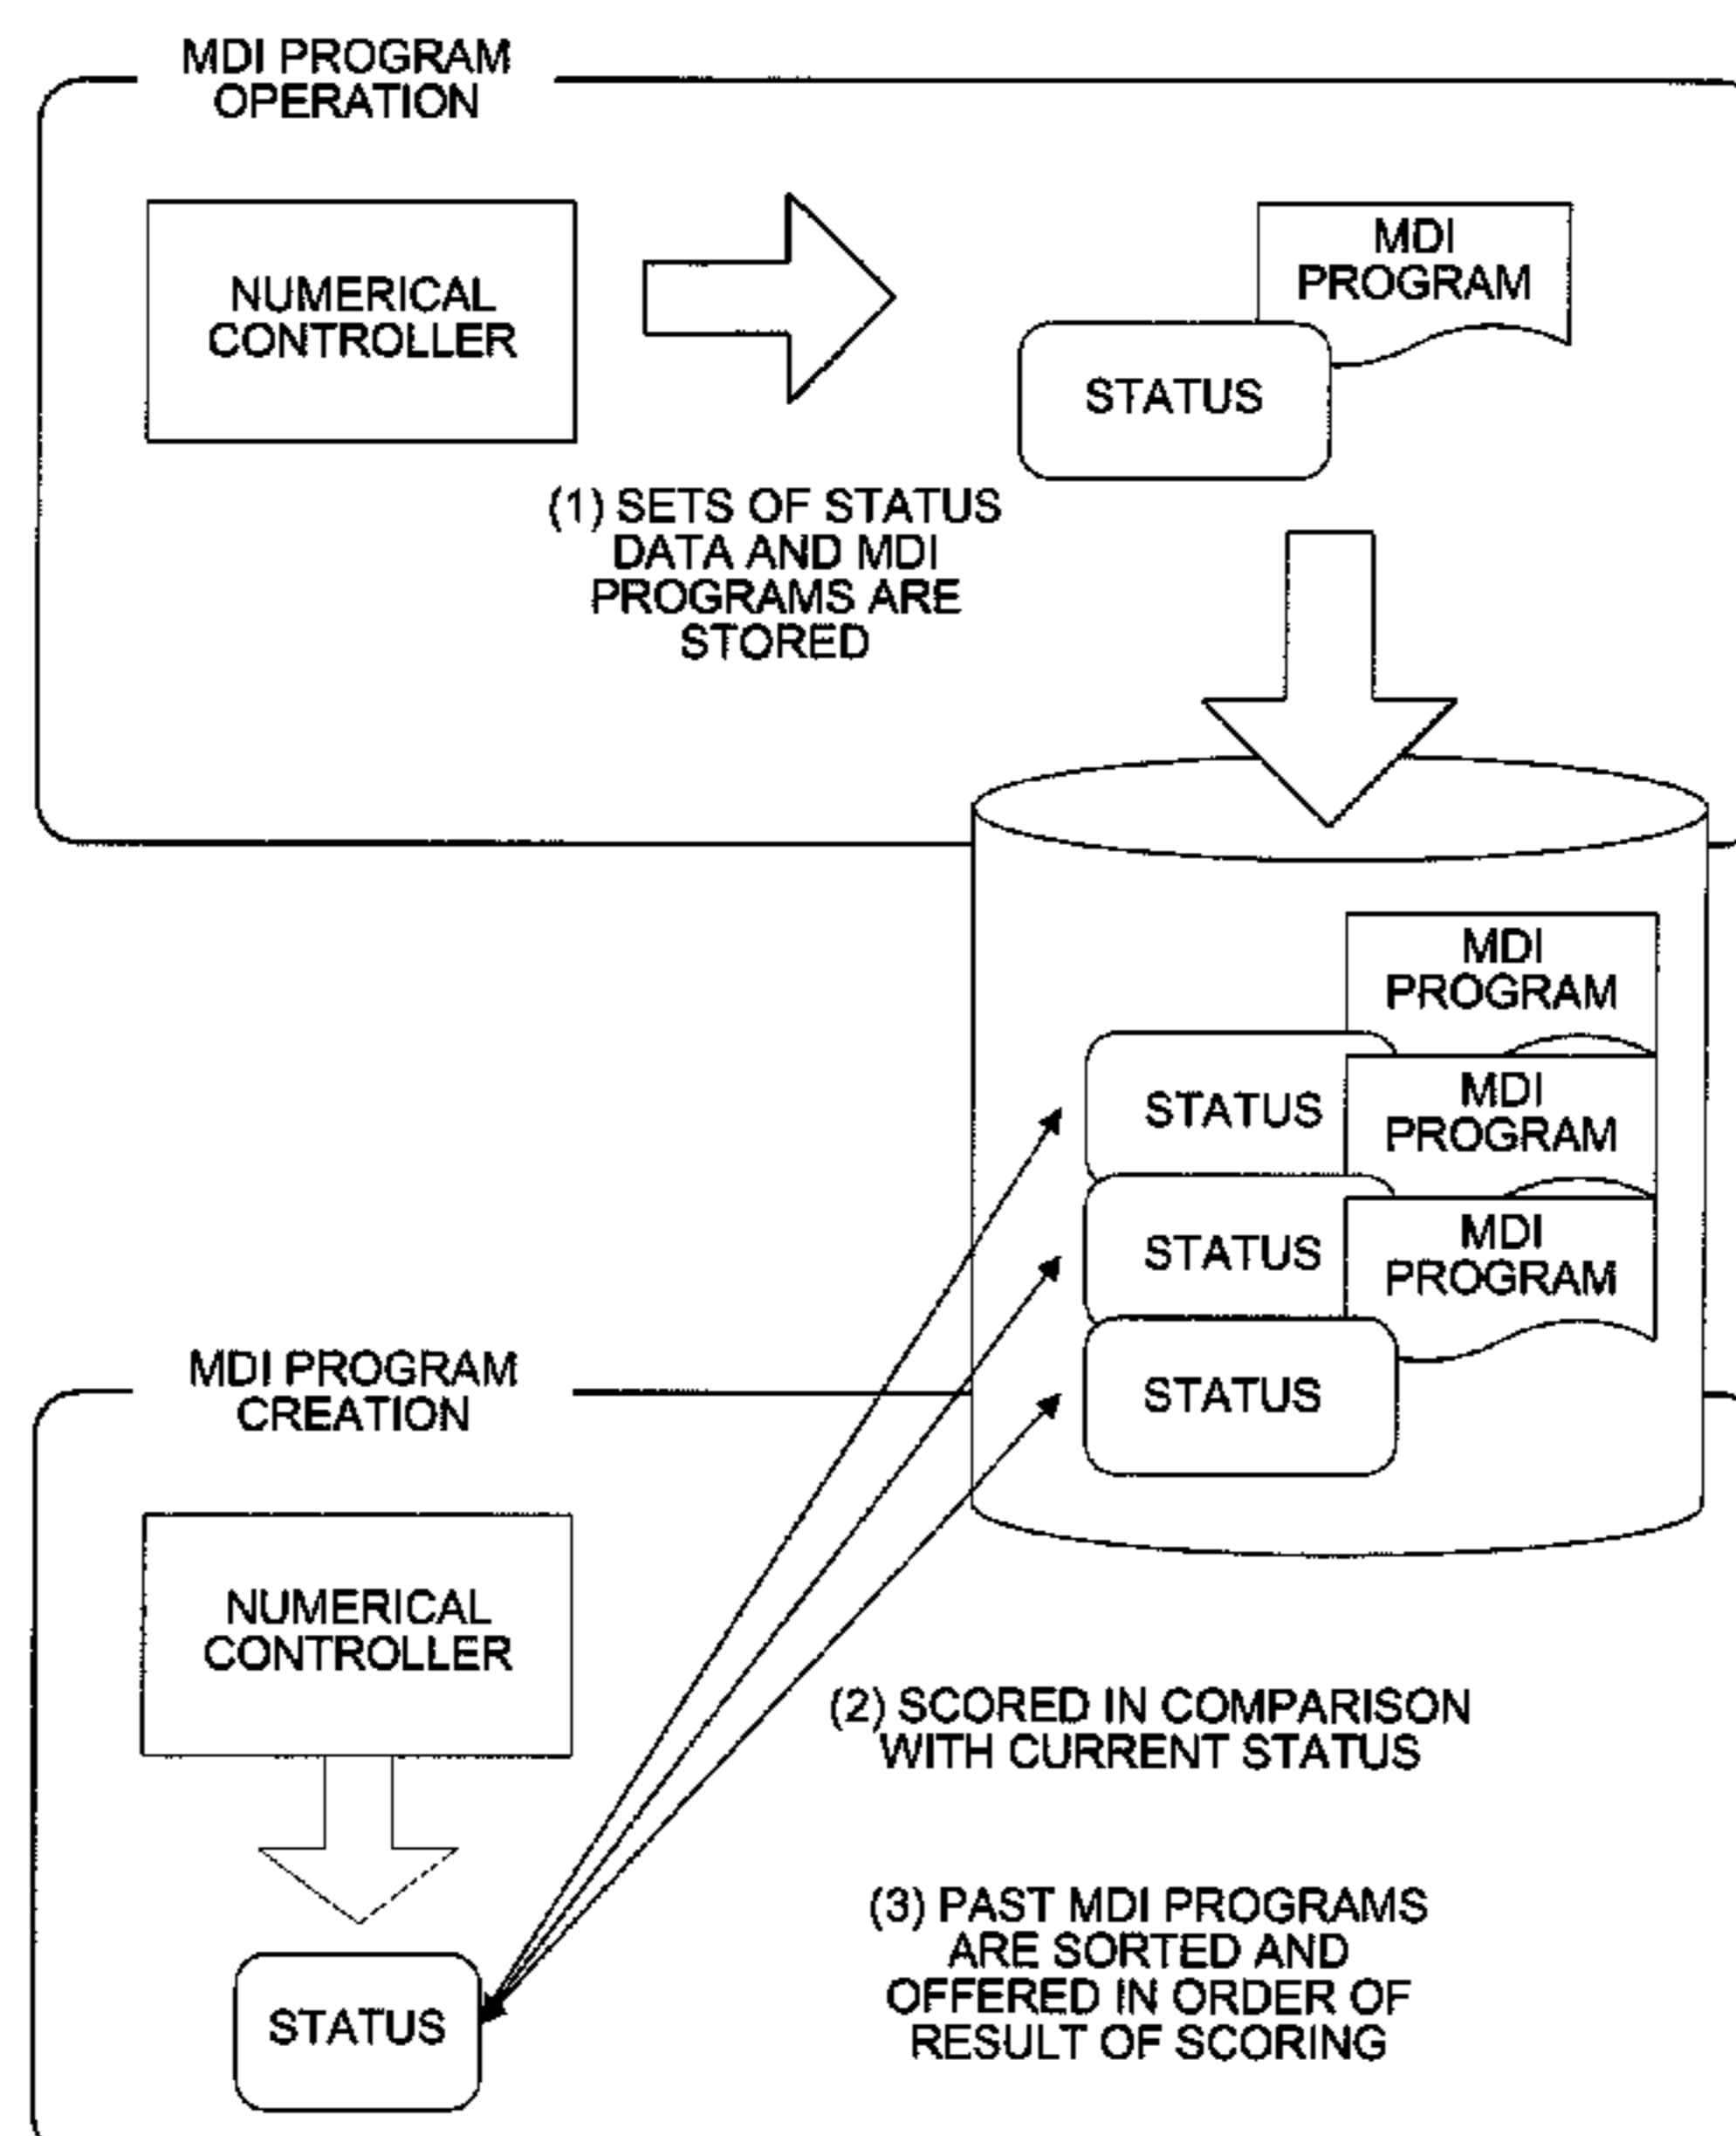 MDI PROGRAM
OPERATION
NUMERICAL
CONTROLLER
MDI
PROGRAM
STATUS
(1) SETS OF STATUS
DATA AND MDI
PROGRAMS ARE
STORED
MDI
PROGRAM
STATUS
MDI
PROGRAM
STATUS
MDI
PROGRAM
STATUS
MDI PROGRAM
CREATION
NUMERICAL
CONTROLLER
(2) SCORED IN COMPARISON
WITH CURRENT STATUS
(3) PAST MDI PROGRAMS
ARE SORTED AND
OFFERED IN ORDER OF
RESULT OF SCORING
STATUS